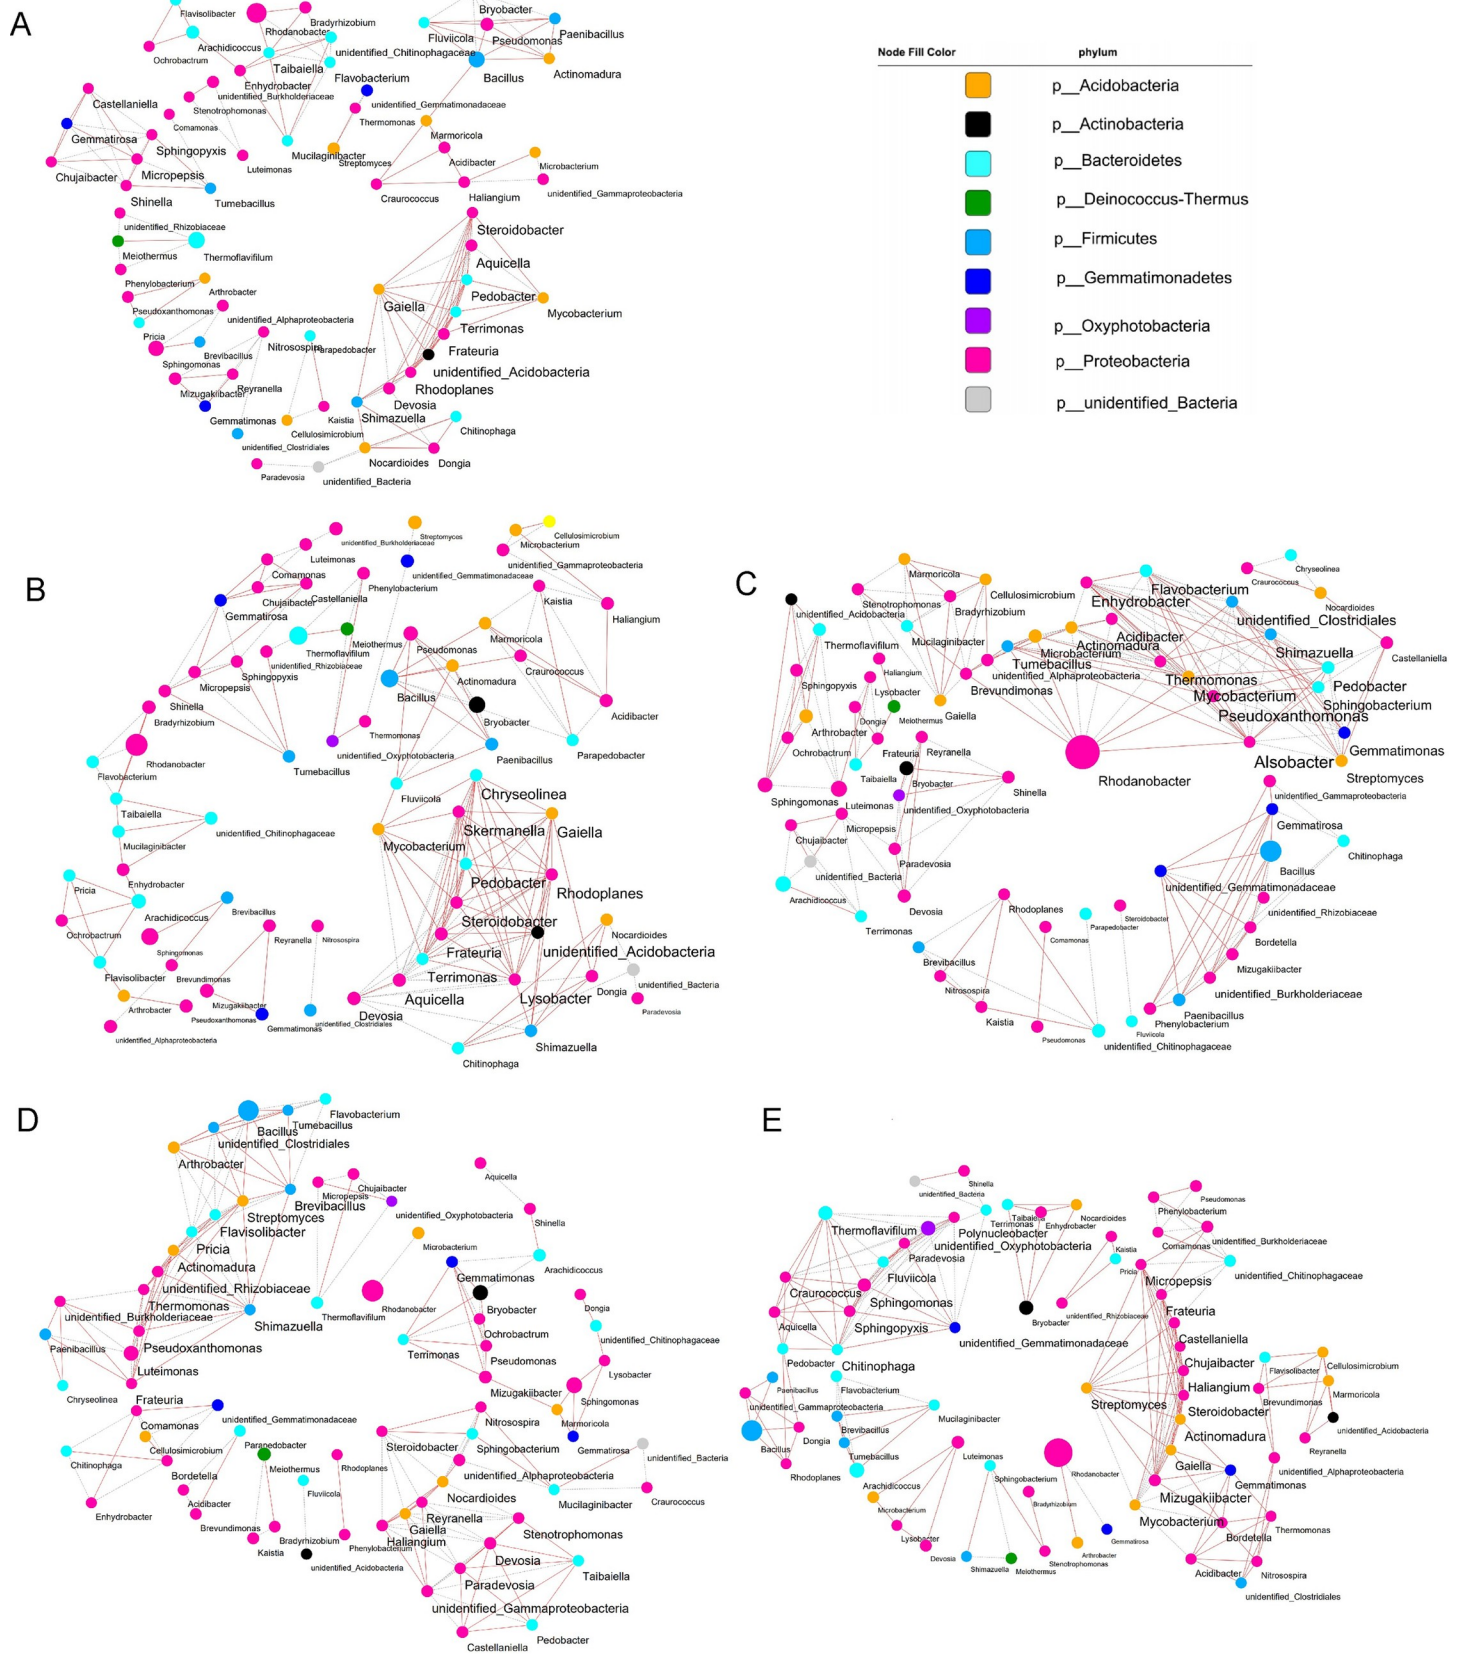 A
Flavisolibacter
Bradyrhizobium
Rhodanobacter
Arachidicoccus
Ochrobactrum
unidentified_Chitinophagaceae
Taibaiella
Flavobacterium
Enhydrobacter
unidentified_Burkholderiaceae
Stenotrophomonas
Comamonas
Luteimonas
Mucilaginibacter
Streptomyces
unidentified_Gemmatimonadaceae
Thermomonas
Bryobacter
Fluviicola
Pseudomonas
Paenibacillus
Bacillus
Actinomadura
Marmoricola
Acidibacter
Microbacterium
Craurococcus
Haliangium
unidentified_Gammaproteobacteria
Castellaniella
Gemmatirosa
Sphingopyxis
Chujaibacter
Micropepsis
Shinella
Tumebacillus
unidentified_Rhizobiaceae
Meiothermus
Thermoflavifilum
Phenylobacterium
Arthrobacter
Pseudoxanthomonas
unidentified_Alphaproteobacteria
Pricia
Brevibacillus
Nitrosospira
Parapedobacter
Sphingomonas
Mizugakiibacter
Reyranella
Gemmatimonas
Kaistia
Cellulosimicrobium
unidentified_Clostridiales
Paradevosia
unidentified_Bacteria
Steroidobacter
Aquicella
Gaiella
Pedobacter
Mycobacterium
Terrimonas
Frateuria
unidentified_Acidobacteria
Rhodoplanes
Devosia
Shimazuella
Chitinophaga
Nocardioides
Dongia
Node Fill Color
phylum
p__Acidobacteria
p__Actinobacteria
p__Bacteroidetes
p__Deinococcus-Thermus
p__Firmicutes
p__Gemmatimonadetes
p__Oxyphotobacteria
p__Proteobacteria
p__unidentified_Bacteria
B
Streptomyces
unidentified_Burkholderiaceae
Cellulosimicrobium
Microbacterium
Luteimonas
unidentified_Gammaproteobacteria
Comamonas
unidentified_Gemmatimonadaceae
Phenylobacterium
Castellaniella
Chujaibacter
Kaistia
Gemmatirosa
Haliangium
Marmoricola
Meiothermus
Pseudomonas
Thermoflavifilum
unidentified_Rhizobiaceae
Craurococcus
Sphingopyxis
Actinomadura
Micropepsis
Bacillus
Shinella
Acidibacter
Bradyrhizobium
Bryobacter
Thermomonas
unidentified_Oxyphotobacteria
Parapedobacter
Paenibacillus
Rhodanobacter
Tumebacillus
Flavobacterium
Fluviicola
Chryseolinea
Taibaiella
unidentified_Chitinophagaceae
Skermanella
Gaiella
Mucilaginibacter
Mycobacterium
Enhydrobacter
Pedobacter
Rhodoplanes
Pricia
Arachidicoccus
Brevibacillus
Steroidobacter
Ochrobactrum
Sphingomonas
Reyranella
Nitrosospira
Nocardioides
Frateuria
unidentified_Acidobacteria
Flavisolibacter
Brevundimonas
Terrimonas
Dongia
unidentified_Bacteria
Aquicella
Lysobacter
Arthrobacter
Mizugakiibacter
Paradevosia
Devosia
Pseudoxanthomonas
Gemmatimonas
unidentified_Clostridiales
unidentified_Alphaproteobacteria
Shimazuella
Chitinophaga
C
Marmoricola
Chryseolinea
Craurococcus
Stenotrophomonas
Cellulosimicrobium
Flavobacterium
Enhydrobacter
Nocardioides
unidentified_Acidobacteria
Bradyrhizobium
unidentified_Clostridiales
Mucilaginibacter
Acidibacter
Thermoflavifilum
Actinomadura
Microbacterium
Shimazuella
Castellaniella
Tumebacillus
Haliangium
unidentified_Alphaproteobacteria
Thermomonas
Sphingopyxis
Lysobacter
Brevundimonas
Mycobacterium
Pedobacter
Sphingobacterium
Gaiella
Pseudoxanthomonas
Dongia
Meiothermus
Arthrobacter
Ochrobactrum
Frateuria
Reyranella
Gemmatimonas
Alsobacter
Taibaiella
Bryobacter
Rhodanobacter
Streptomyces
Shinella
Sphingomonas
Luteimonas
unidentified_Oxyphotobacteria
unidentified_Gammaproteobacteria
Micropepsis
Gemmatirosa
Chujaibacter
Chitinophaga
Paradevosia
Bacillus
unidentified_Bacteria
unidentified_Gemmatimonadaceae
Arachidicoccus
Devosia
Rhodoplanes
unidentified_Rhizobiaceae
Steroidobacter
Parapedobacter
Terrimonas
Comamonas
Bordetella
Brevibacillus
Mizugakiibacter
Nitrosospira
unidentified_Burkholderiaceae
Paenibacillus
Kaistia
Phenylobacterium
Fluviicola
Pseudomonas
unidentified_Chitinophagaceae
D
Flavobacterium
Tumebacillus
Bacillus
unidentified_Clostridiales
Arthrobacter
Aquicella
Chujaibacter
Micropepsis
Brevibacillus
Streptomyces
unidentified_Oxyphotobacteria
Shinella
Flavisolibacter
Microbacterium
Pricia
Actinomadura
Arachidicoccus
Gemmatimonas
unidentified_Rhizobiaceae
Thermomonas
Rhodanobacter
Bryobacter
Dongia
unidentified_Burkholderiaceae
Thermoflavifilum
Shimazuella
Ochrobactrum
unidentified_Chitinophagaceae
Paenibacillus
Pseudoxanthomonas
Terrimonas
Pseudomonas
Luteimonas
Lysobacter
Chryseolinea
Mizugakiibacter
Frateuria
Sphingomonas
Comamonas
unidentified_Gemmatimonadaceae
Nitrosospira
Marmoricola
Cellulosimicrobium
Parapedobacter
Steroidobacter
Sphingobacterium
Gemmatirosa
unidentified_Bacteria
Chitinophaga
Meiothermus
Rhodoplanes
unidentified_Alphaproteobacteria
Bordetella
Fluviicola
Nocardioides
Mucilaginibacter
Craurococcus
Acidibacter
Enhydrobacter
Reyranella
Gaiella
Brevundimonas
Haliangium
Stenotrophomonas
Bradyrhizobium
Phenylobacterium
Kaistia
Devosia
unidentified_Acidobacteria
Taibaiella
Paradevosia
unidentified_Gammaproteobacteria
Pedobacter
Castellaniella
E
Shinella
unidentified_Bacteria
Pseudomonas
Phenylobacterium
Taibaiella
Nocardioides
Terrimonas
Enhydrobacter
Thermoflavifilum
Polynucleobacter
unidentified_Oxyphotobacteria
unidentified_Burkholderiaceae
Comamonas
Kaistia
Paradevosia
Pricia
unidentified_Chitinophagaceae
Fluviicola
Micropepsis
Craurococcus
Sphingomonas
Frateuria
unidentified_Rhizobiaceae
Bryobacter
Aquicella
Sphingopyxis
unidentified_Gemmatimonadaceae
Castellaniella
Pedobacter
Chitinophaga
Chujaibacter
Flavisolibacter
Cellulosimicrobium
Paenibacillus
Flavobacterium
Haliangium
Marmoricola
unidentified_Gammaproteobacteria
Streptomyces
Brevundimonas
Steroidobacter
Mucilaginibacter
Brevibacillus
unidentified_Acidobacteria
Dongia
Actinomadura
Bacillus
Tumebacillus
Reyranella
Luteimonas
Gaiella
Rhodoplanes
Sphingobacterium
Rhodanobacter
unidentified_Alphaproteobacteria
Arachidicoccus
Gemmatimonas
Microbacterium
Bradyrhizobium
Mizugakiibacter
Mycobacterium
Thermomonas
Lysobacter
Gemmatirosa
Bordetella
Devosia
Arthrobacter
Stenotrophomonas
Shimazuella
Meiothermus
Acidibacter
Nitrosospira
unidentified_Clostridiales